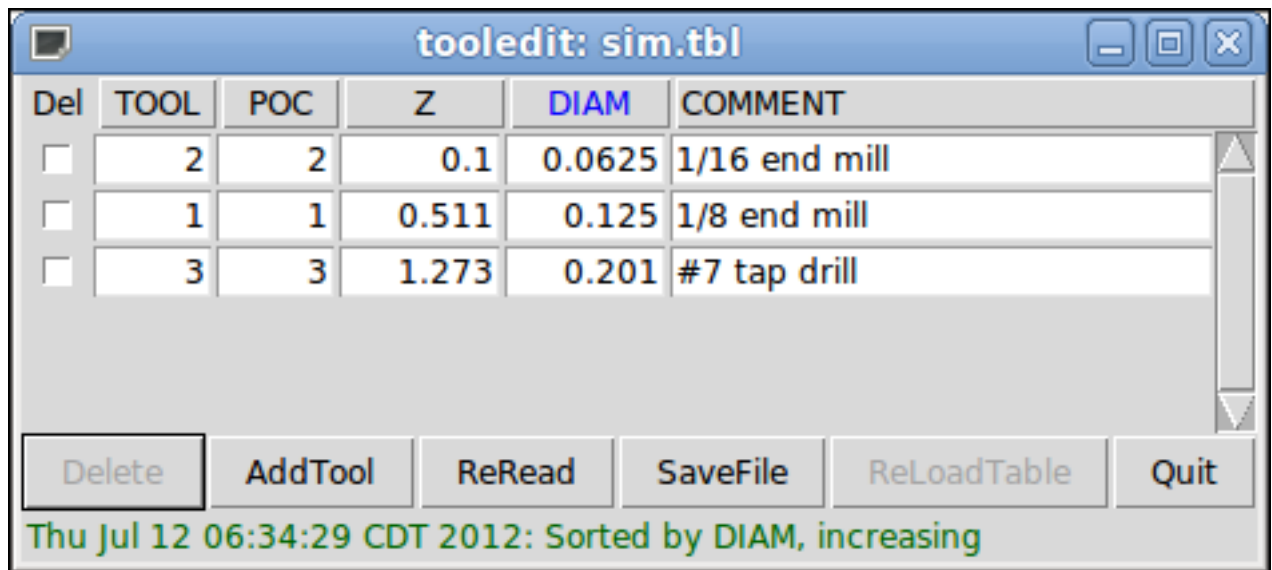 tooledit: sim.tbl
Del TOOL POC Z DIAM COMMENT
2 2 0.1 0.0625 1/16 end mill
1 1 0.511 0.125 1/8 end mill
3 3 1.273 0.201 #7 tap drill
Delete AddTool ReRead SaveFile ReLoadTable Quit
Thu Jul 12 06:34:29 CDT 2012: Sorted by DIAM, increasing